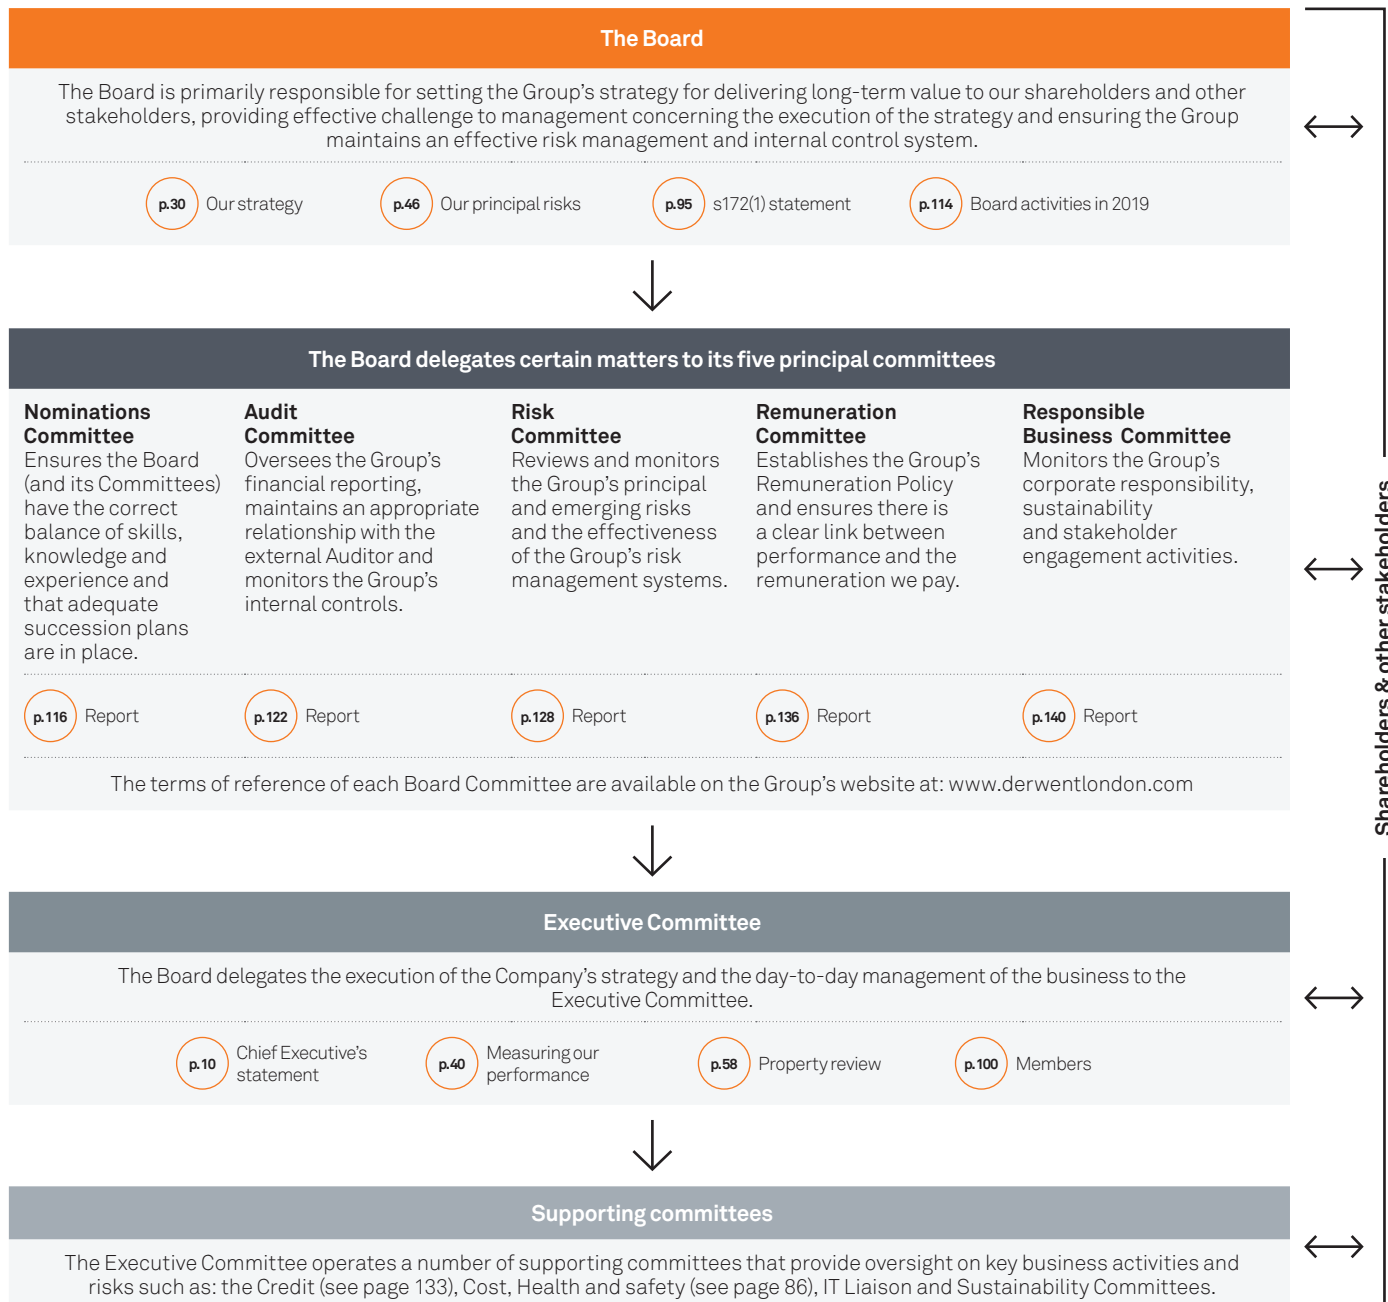 The Board
The Board is primarily responsible for setting the Group's strategy for delivering long-term value to our shareholders and other
stakeholders, providing effective challenge to management concerning the execution of the strategy and ensuring the Group
maintains an effective risk management and internal control system.
p.30 Our strategy
p.46 Our principal risks
p.95 s172(1) statement
p.114 Board activities in 2019
The Board delegates certain matters to its five principal committees
Nominations
Committee
Ensures the Board
(and its Committees)
have the correct
balance of skills,
knowledge and
experience and
that adequate
succession plans
are in place.
p.116 Report
Audit
Committee
Oversees the Group's
financial reporting,
maintains an appropriate
relationship with the
external Auditor and
monitors the Group's
internal controls.
p.122 Report
Risk
Committee
Reviews and monitors
the Group's principal
and emerging risks
and the effectiveness
of the Group's risk
management systems.
p.128 Report
Remuneration
Committee
Establishes the Group's
Remuneration Policy
and ensures there is
a clear link between
performance and the
remuneration we pay.
p.136 Report
Responsible
Business Committee
Monitors the Group's
corporate responsibility,
sustainability
and stakeholder
engagement activities.
p.140 Report
The terms of reference of each Board Committee are available on the Group's website at: www.derwentlondon.com
Executive Committee
The Board delegates the execution of the Company's strategy and the day-to-day management of the business to the
Executive Committee.
p.10 Chief Executive's
statement
p.40 Measuring our
performance
p.58 Property review
p.100 Members
Supporting committees
The Executive Committee operates a number of supporting committees that provide oversight on key business activities and
risks such as: the Credit (see page 133), Cost, Health and safety (see page 86), IT Liaison and Sustainability Committees.
Shareholders & other stakeholders